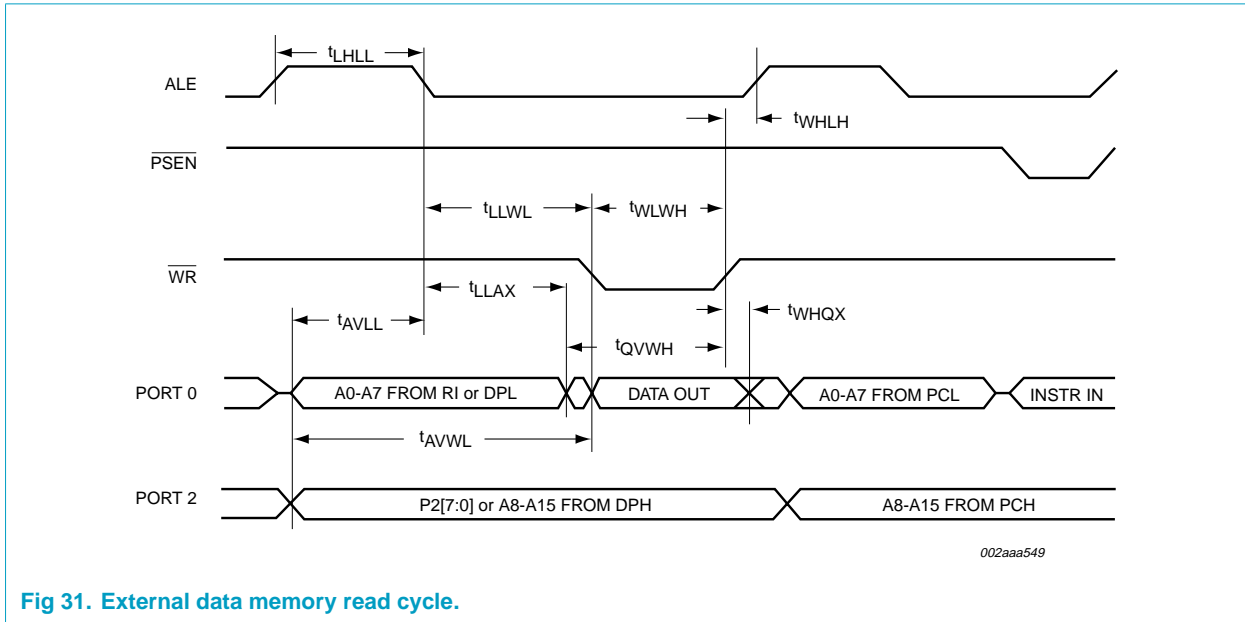 tLHLL
ALE
tWHLH
PSEN
tLLWL
tWLWH
WR
tLLAX
tWHQX
tAVLL
tQVWH
PORT 0
A0-A7 FROM RI or DPL
DATA OUT
A0-A7 FROM PCL
INSTR IN
tAVWL
PORT 2
P2[7:0] or A8-A15 FROM DPH
A8-A15 FROM PCH
002aaa549
Fig 31. External data memory read cycle.